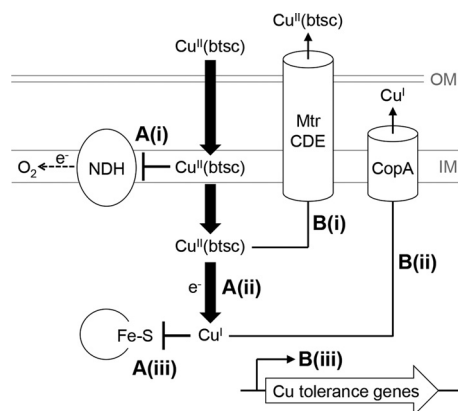 Cu^II(btsc)
Cu^II(btsc)
OM
Cu^I
Mtr
CDE
A(i)
e-
O₂
NDH
Cu^II(btsc)
CopA
IM
B(i)
Cu^II(btsc)
B(ii)
e-
A(ii)
Fe-S
Cu^I
A(iii)
B(iii)
Cu tolerance genes